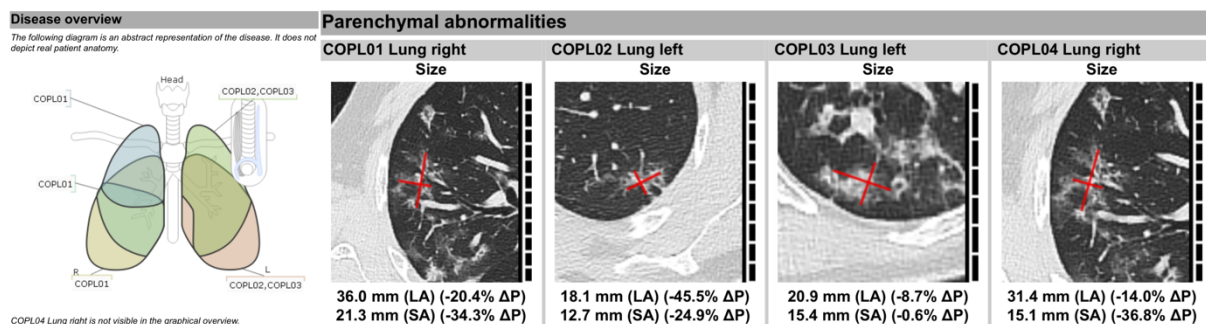 Disease overview
The following diagram is an abstract representation of the disease. It does not
depict real patient anatomy.
Head
COPL01
COPL02,COPL03
COPL01
R
L
COPL01
COPL02,COPL03
COPL04 Lung right is not visible in the graphical overview.
Parenchymal abnormalities
COPL01 Lung right
Size
36.0 mm (LA) (-20.4% ΔP)
21.3 mm (SA) (-34.3% ΔP)
COPL02 Lung left
Size
18.1 mm (LA) (-45.5% ΔP)
12.7 mm (SA) (-24.9% ΔP)
COPL03 Lung left
Size
20.9 mm (LA) (-8.7% ΔP)
15.4 mm (SA) (-0.6% ΔP)
COPL04 Lung right
Size
31.4 mm (LA) (-14.0% ΔP)
15.1 mm (SA) (-36.8% ΔP)